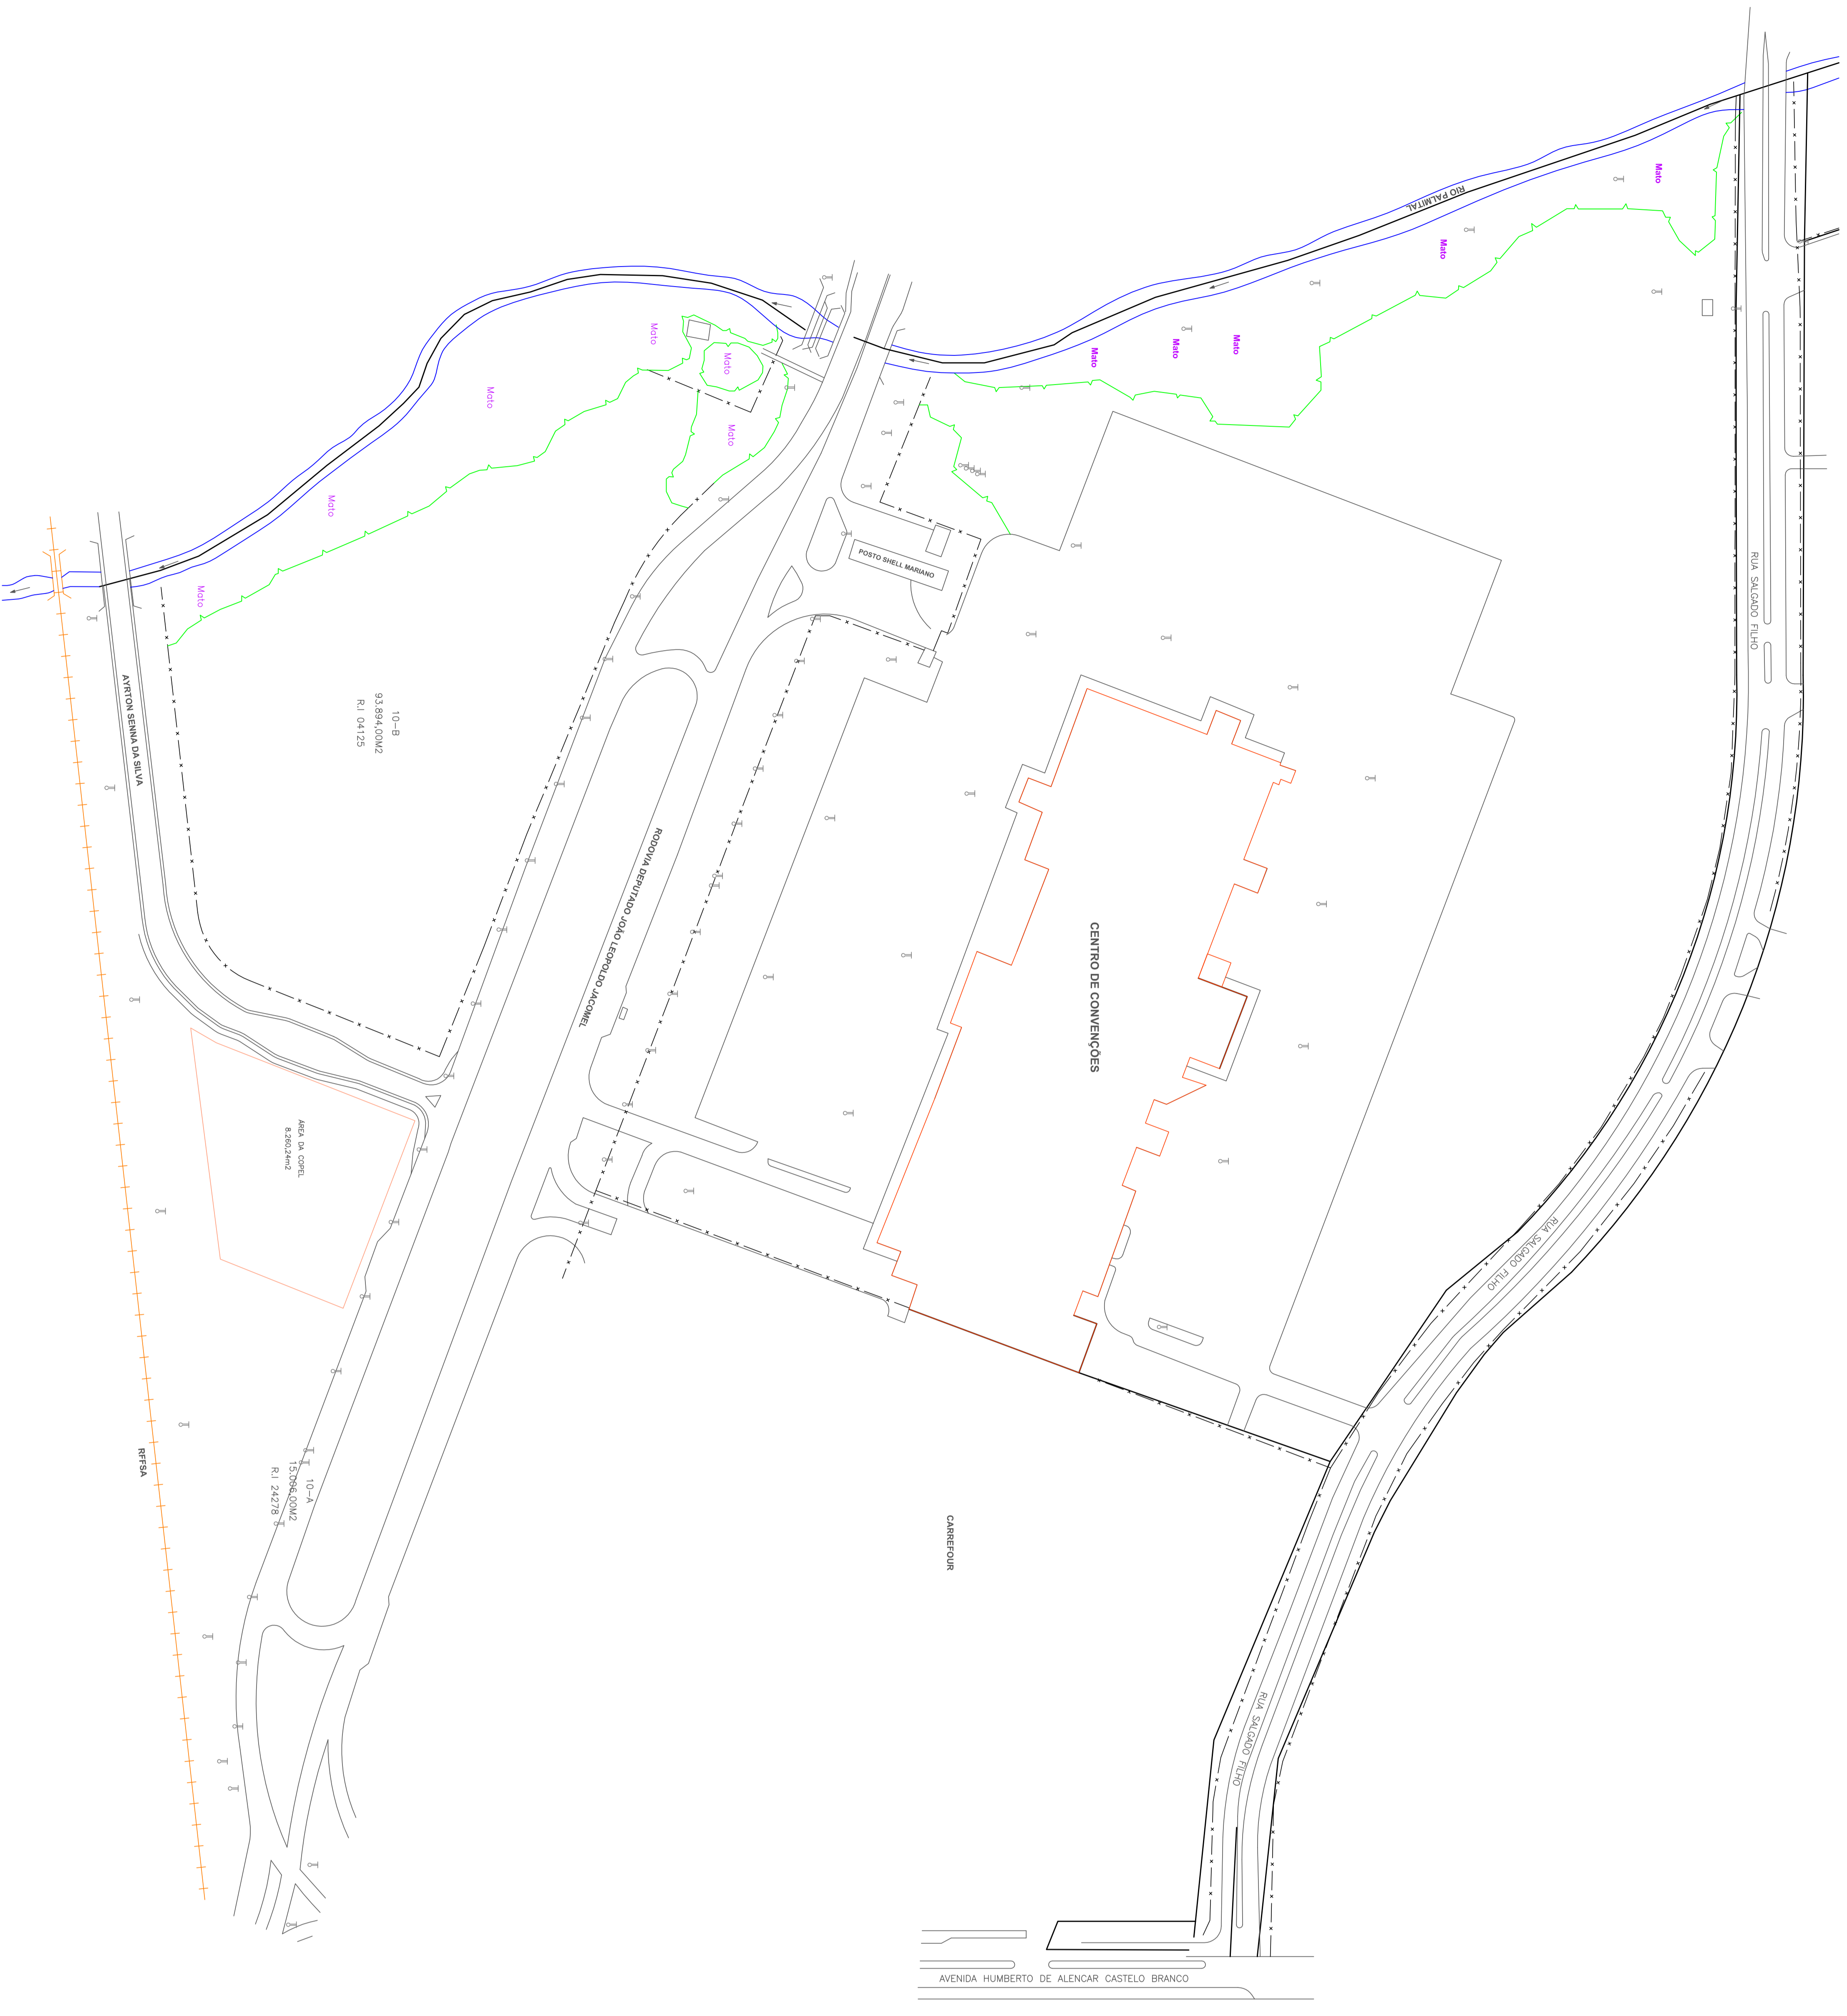 Mato
RIO PALMITAL
Mato
Mato
Mato
Mato
Mato
Mato
Mato
Mato
Mato
Mato
POSTO SHELL MARIANO
RUA SALGADO FILHO
AYRTON SENNA DA SILVA
10-B
93.894,00M2
R.I 04125
RODOVIA DEPUTADO JOÃO LEOPOLDO JACOMEL
CENTRO DE CONVENÇÕES
ÁREA DA COPEL
8.260,24m2
RUA SALGADO FILHO
RFFSA
10-A
15.006,00M2
R.I 24278
CARREFOUR
RUA SALGADO FILHO
AVENIDA HUMBERTO DE ALENCAR CASTELO BRANCO